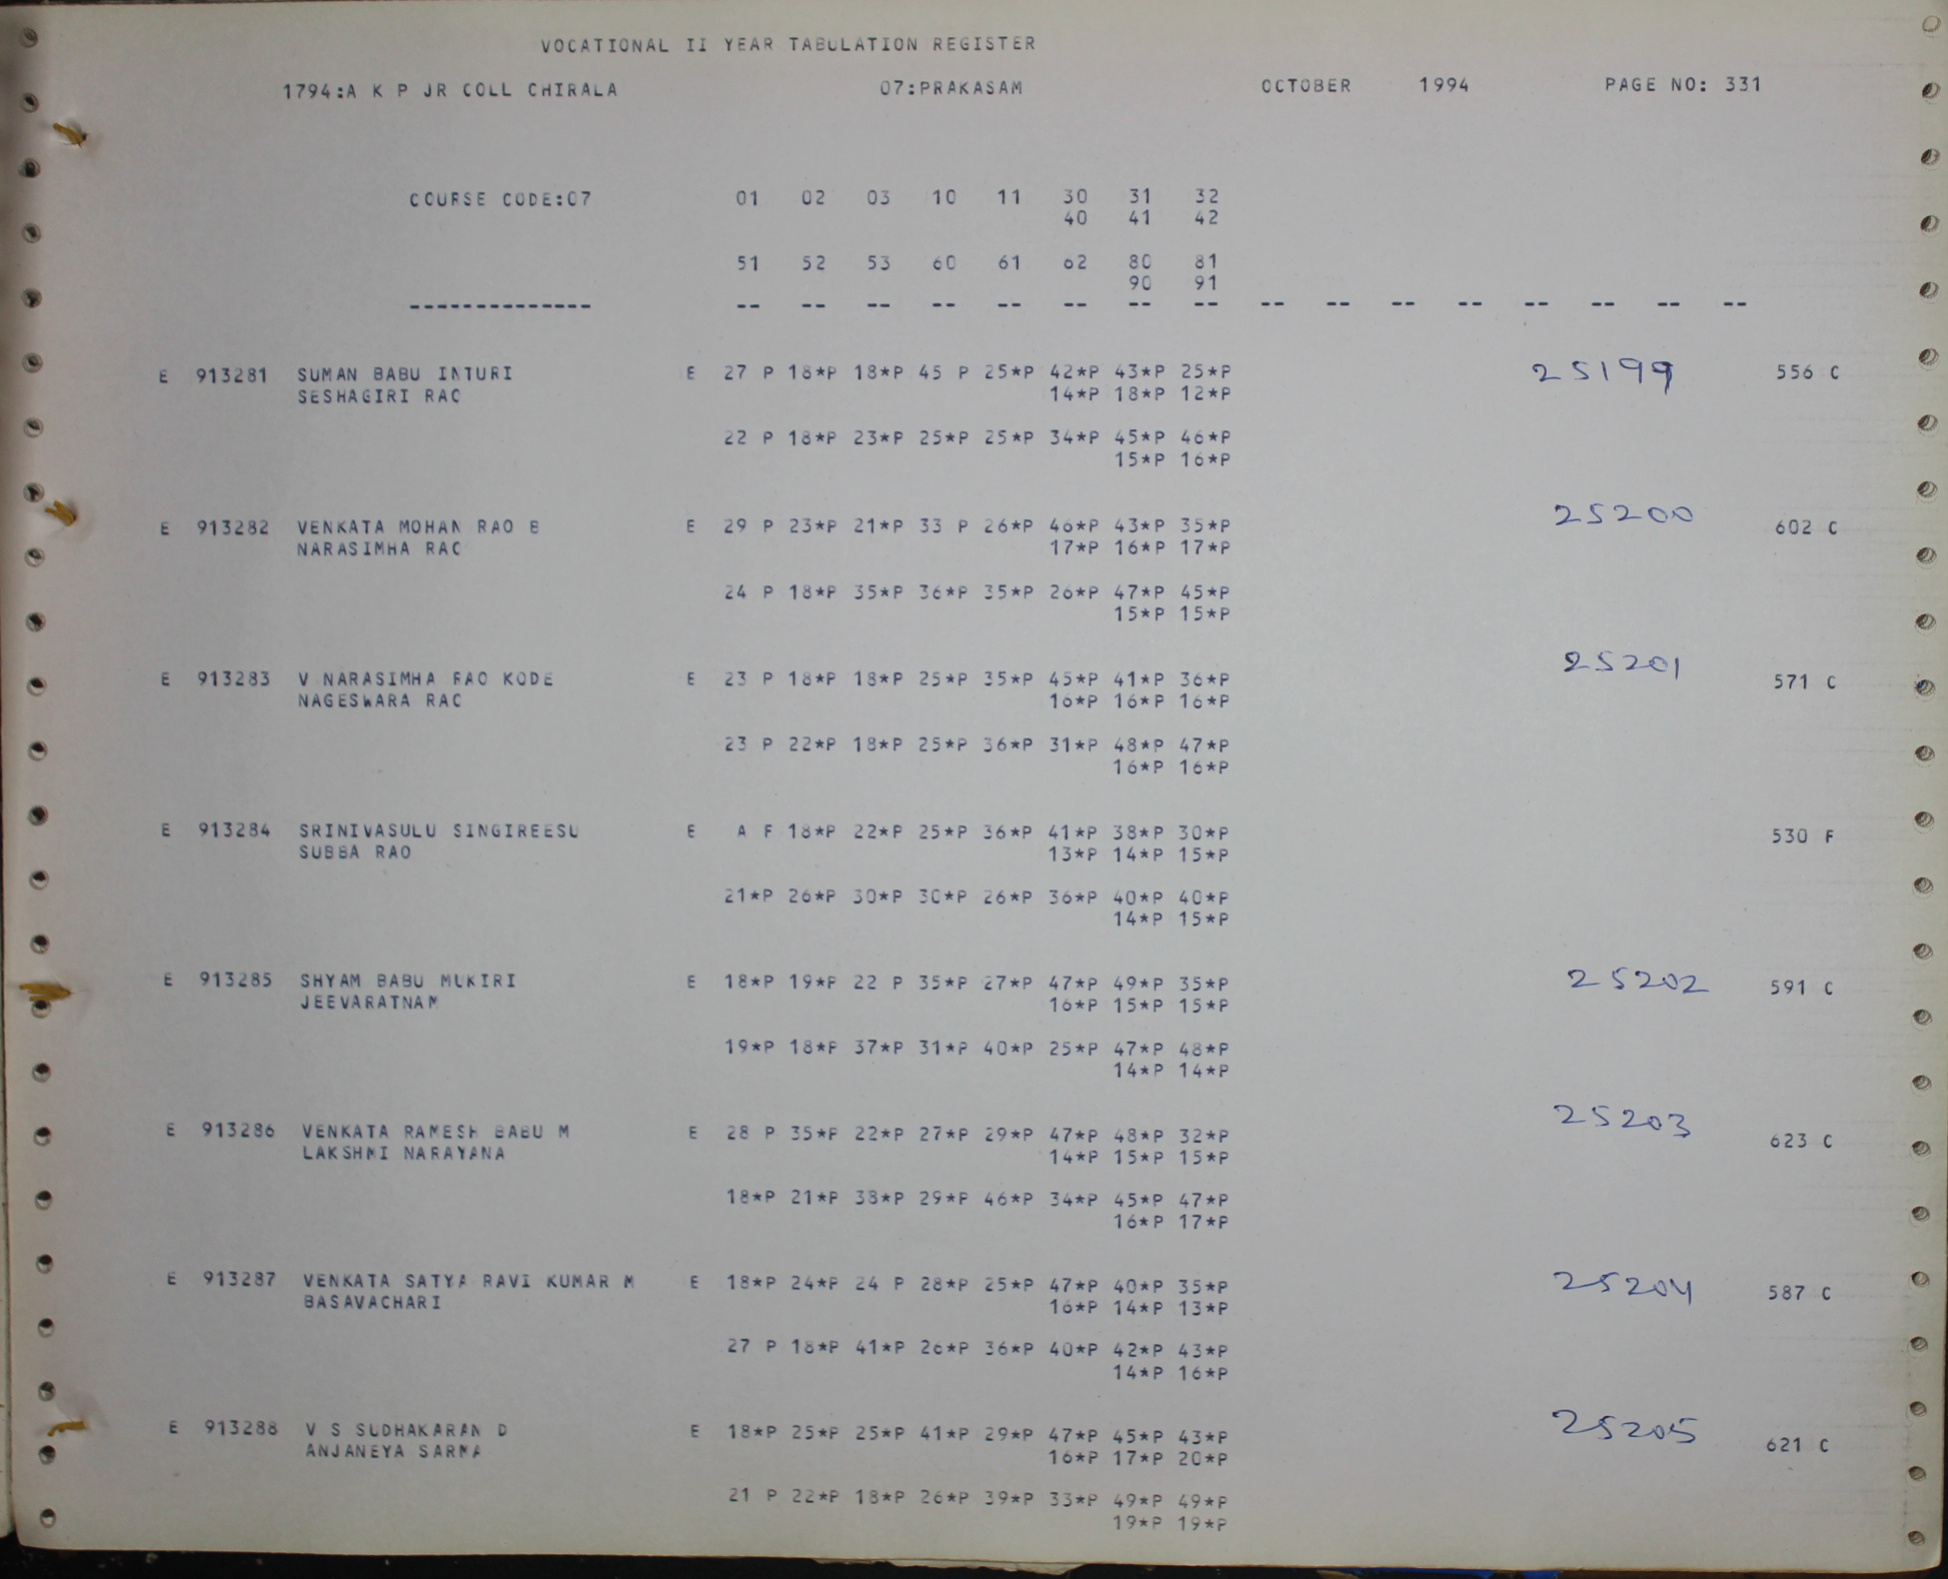 VOCATIONAL II YEAR TABULATION REGISTER
1794:A K P JR COLL CHIRALA 07:PRAKASAM OCTOBER 1994 PAGE NO: 331
COURSE CODE:07 01 02 03 10 11 30 31 32
40 41 42
51 52 53 60 61 62 80 81
90 91
-------------- -- -- -- -- -- -- -- -- -- -- -- -- -- -- -- --
E 913281 SUMAN BABU INTURI E 27 P 18*P 18*P 45 P 25*P 42*P 43*P 25*P 25199 556 C
SESHAGIRI RAO 14*P 18*P 12*P
22 P 18*P 23*P 25*P 25*P 34*P 45*P 46*P
15*P 16*P
E 913282 VENKATA MOHAN RAO B E 29 P 23*P 21*P 33 P 26*P 46*P 43*P 35*P 25200 602 C
NARASIMHA RAO 17*P 16*P 17*P
24 P 18*P 35*P 36*P 35*P 26*P 47*P 45*P
15*P 15*P
E 913283 V NARASIMHA RAO KODE E 23 P 18*P 18*P 25*P 35*P 45*P 41*P 36*P 25201 571 C
NAGESWARA RAO 16*P 16*P 16*P
23 P 22*P 18*P 25*P 36*P 31*P 48*P 47*P
16*P 16*P
E 913284 SRINIVASULU SINGIREESU E A F 18*P 22*P 25*P 36*P 41*P 38*P 30*P 530 F
SUBBA RAO 13*P 14*P 15*P
21*P 26*P 30*P 30*P 26*P 36*P 40*P 40*P
14*P 15*P
E 913285 SHYAM BABU MUKIRI E 18*P 19*P 22 P 35*P 27*P 47*P 49*P 35*P 25202 591 C
JEEVARATNAM 16*P 15*P 15*P
19*P 18*P 37*P 31*P 40*P 25*P 47*P 48*P
14*P 14*P
E 913286 VENKATA RAMESH BABU M E 28 P 35*P 22*P 27*P 29*P 47*P 48*P 32*P 25203 623 C
LAKSHMI NARAYANA 14*P 15*P 15*P
18*P 21*P 38*P 29*P 46*P 34*P 45*P 47*P
16*P 17*P
E 913287 VENKATA SATYA RAVI KUMAR M E 18*P 24*P 24 P 28*P 25*P 47*P 40*P 35*P 25204 587 C
BASAVACHARI 16*P 14*P 13*P
27 P 18*P 41*P 26*P 36*P 40*P 42*P 43*P
14*P 16*P
E 913288 V S SUDHAKARAN D E 18*P 25*P 25*P 41*P 29*P 47*P 45*P 43*P 25205 621 C
ANJANEYA SARMA 16*P 17*P 20*P
21 P 22*P 18*P 26*P 39*P 33*P 49*P 49*P
19*P 19*P